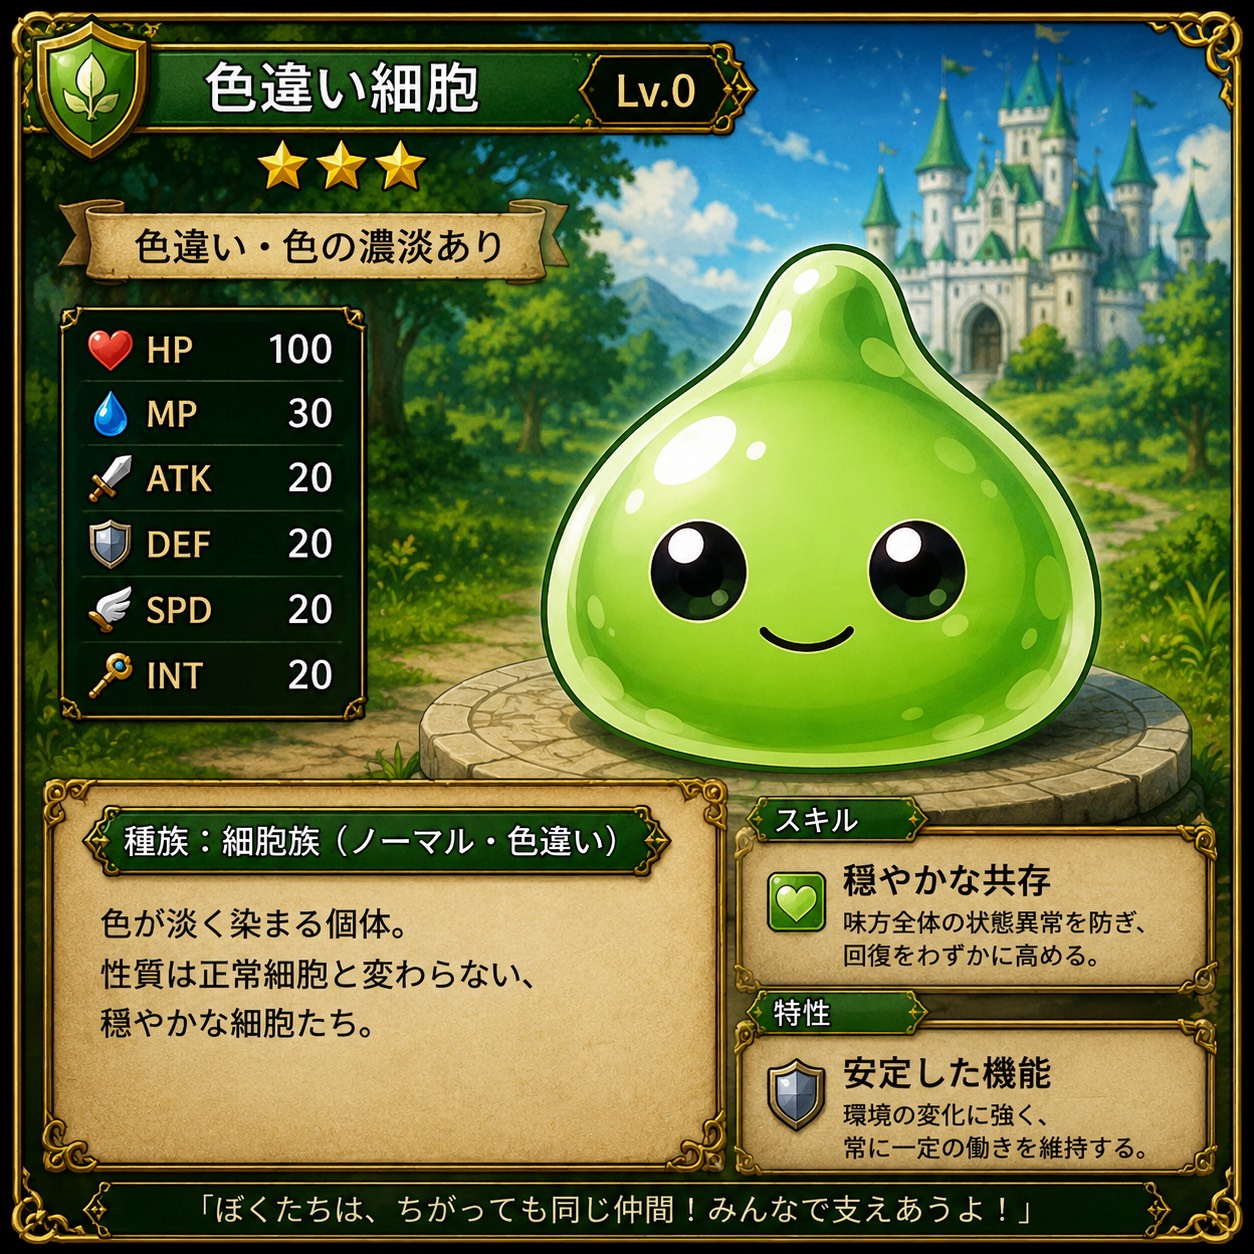 色違い細胞
Lv.0
色違い・色の濃淡あり
HP 100
MP 30
ATK 20
DEF 20
SPD 20
INT 20
種族：細胞族（ノーマル・色違い）
色が淡く染まる個体。
性質は正常細胞と変わらない、
穏やかな細胞たち。
スキル
穏やかな共存
味方全体の状態異常を防ぎ、
回復をわずかに高める。
特性
安定した機能
環境の変化に強く、
常に一定の働きを維持する。
「ぼくたちは、ちがっても同じ仲間！みんなで支えあうよ！」